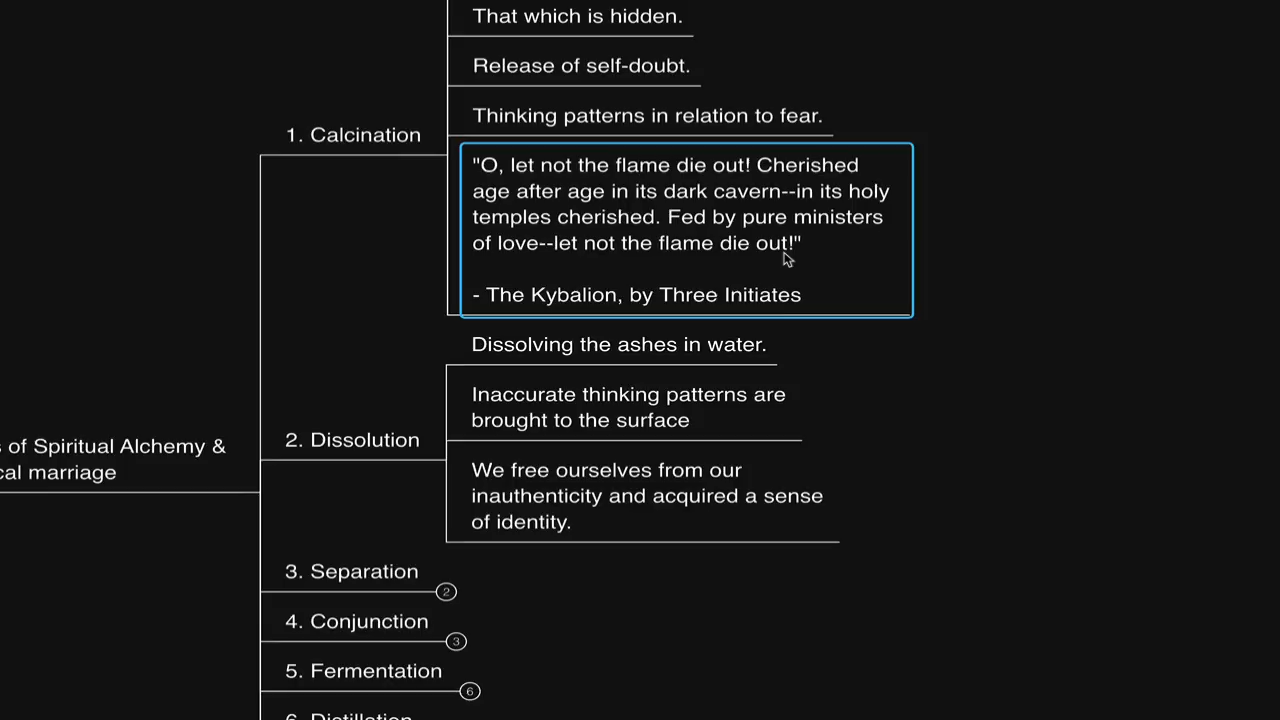 That which is hidden.
Release of self-doubt.
Thinking patterns in relation to fear.
1. Calcination
"O, let not the flame die out! Cherished
age after age in its dark cavern--in its holy
temples cherished. Fed by pure ministers
of love--let not the flame die out!"
- The Kybalion, by Three Initiates
Dissolving the ashes in water.
Inaccurate thinking patterns are
brought to the surface
2. Dissolution
We free ourselves from our
inauthenticity and acquired a sense
of identity.
of Spiritual Alchemy &
marriage
3. Separation
2
4. Conjunction
3
5. Fermentation
6
6. Distillation